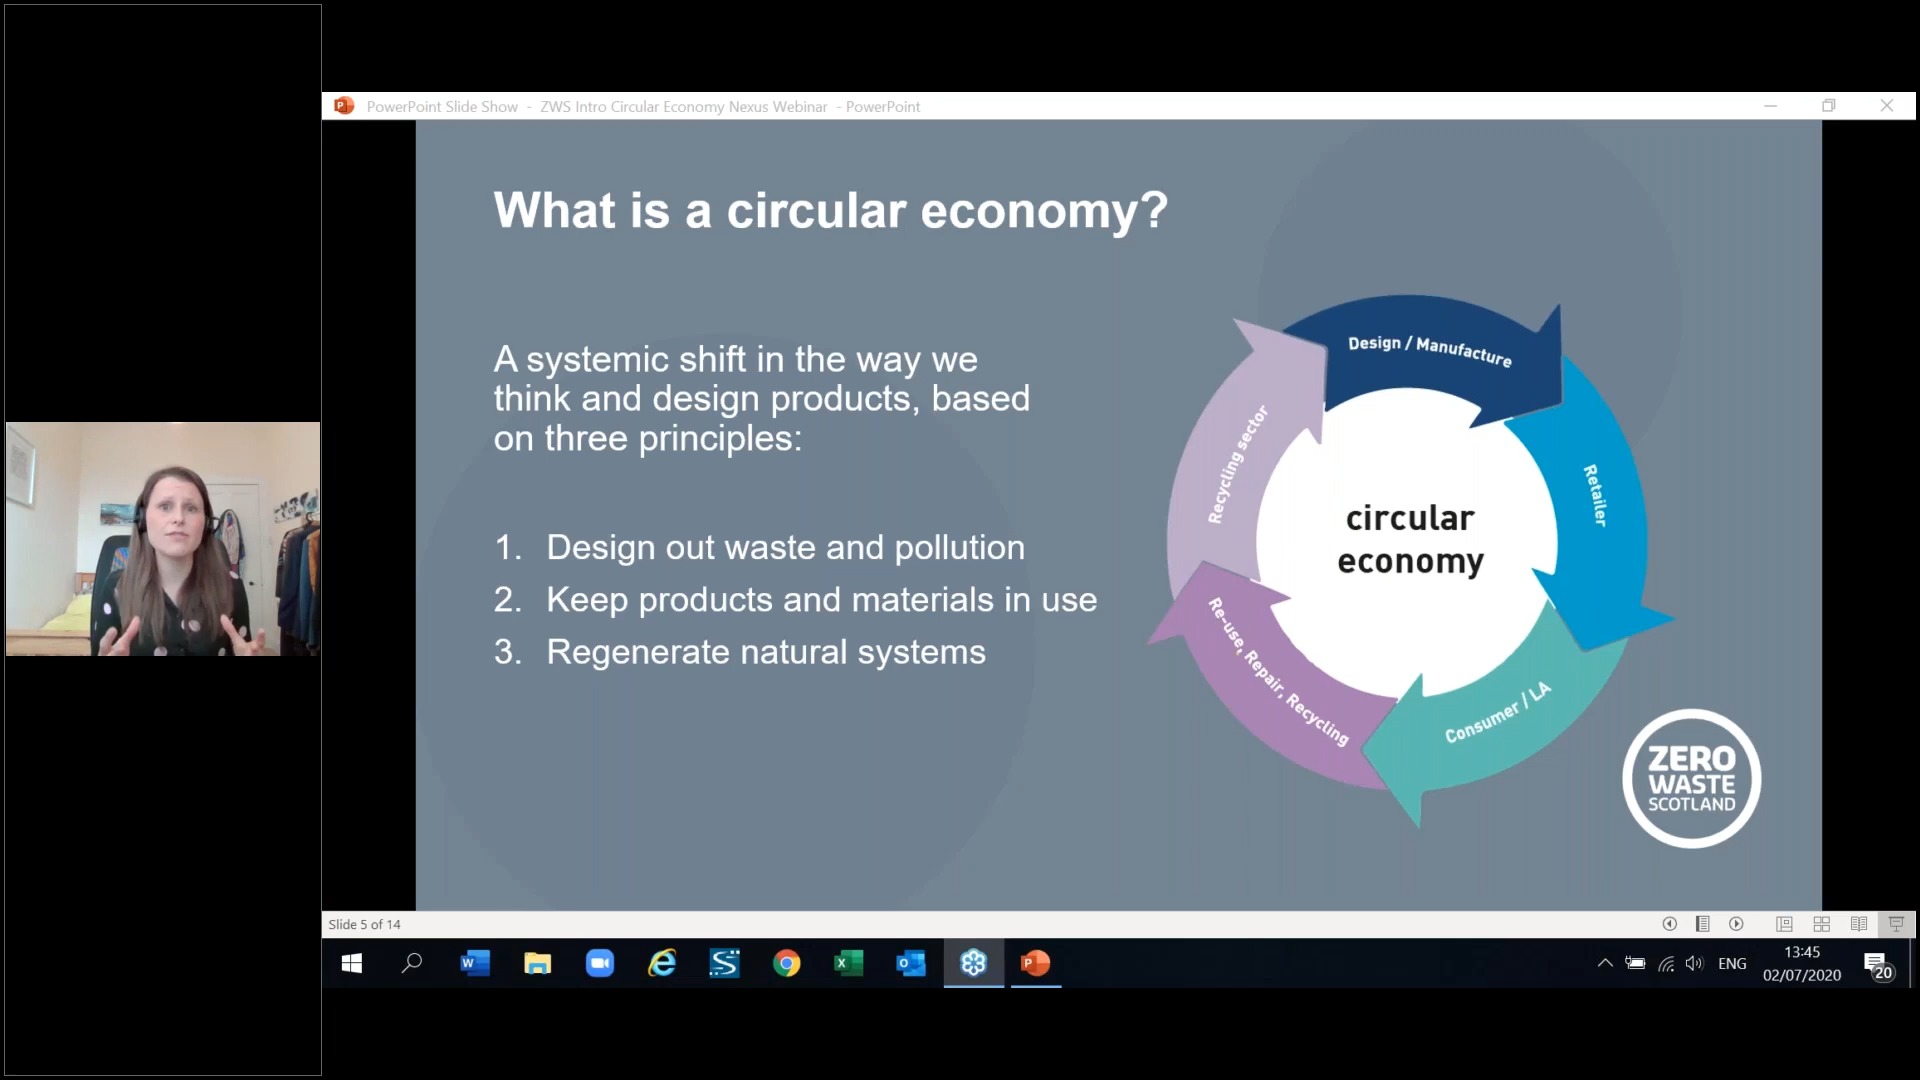 PowerPoint Slide Show - ZWS Intro Circular Economy Nexus Webinar - PowerPoint
What is a circular economy?
A systemic shift in the way we
think and design products, based
on three principles:
1. Design out waste and pollution
2. Keep products and materials in use
3. Regenerate natural systems
Design / Manufacture
Retailer
Consumer / LA
Re-use, Repair, Recycling
Recycling sector
circular
economy
ZERO
WASTE
SCOTLAND
Slide 5 of 14
ENG
13:45
02/07/2020
20